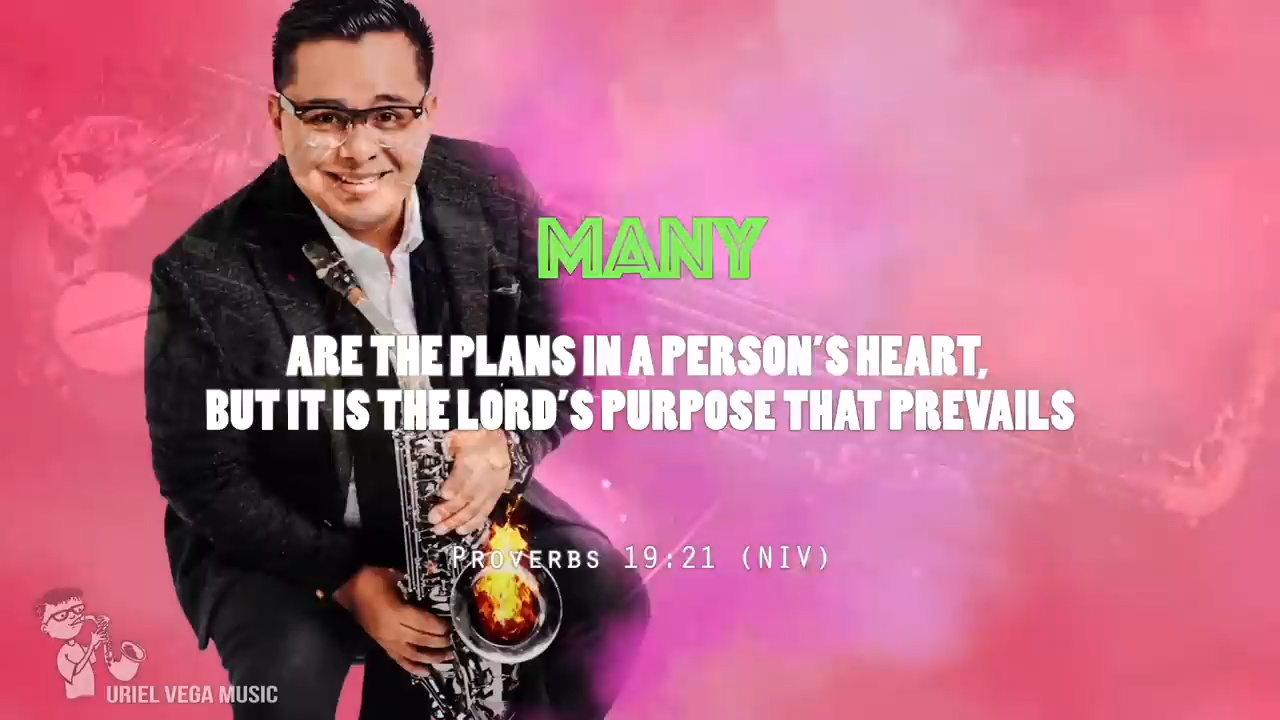 MANY
ARE THE PLANS IN A PERSON'S HEART,
BUT IT IS THE LORD'S PURPOSE THAT PREVAILS
PROVERBS 19:21 (NIV)
URIEL VEGA MUSIC